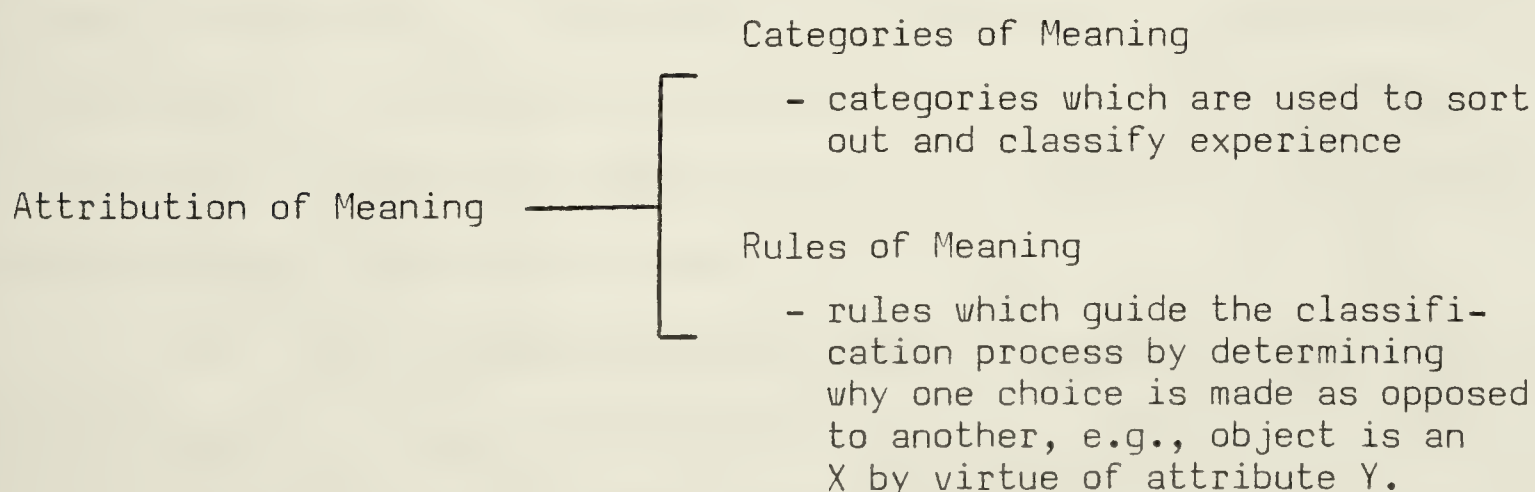 Categories of Meaning
- categories which are used to sort
out and classify experience
Attribution of Meaning
Rules of Meaning
- rules which guide the classifi-
cation process by determining
why one choice is made as opposed
to another, e.g., object is an
X by virtue of attribute Y.